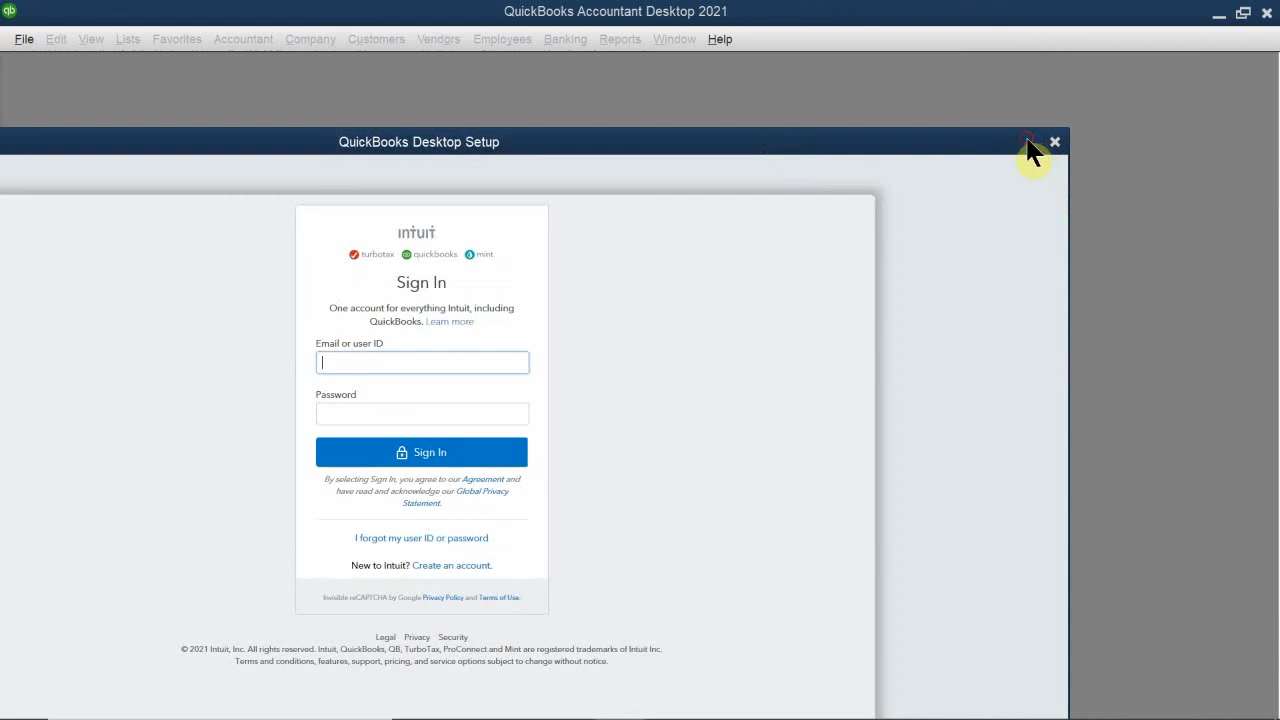 qb
QuickBooks Accountant Desktop 2021
File Edit View Lists Favorites Accountant Company Customers Vendors Employees Banking Reports Window Help
QuickBooks Desktop Setup
intuit
turbotax qb quickbooks mint
Sign In
One account for everything Intuit, including
QuickBooks. Learn more
Email or user ID
Password
Sign In
By selecting Sign In, you agree to our Agreement and
have read and acknowledge our Global Privacy
Statement.
I forgot my user ID or password
New to Intuit? Create an account.
Invisible reCAPTCHA by Google Privacy Policy and Terms of Use.
Legal Privacy Security
© 2021 Intuit, Inc. All rights reserved. Intuit, QuickBooks, QB, TurboTax, ProConnect and Mint are registered trademarks of Intuit Inc.
Terms and conditions, features, support, pricing, and service options subject to change without notice.